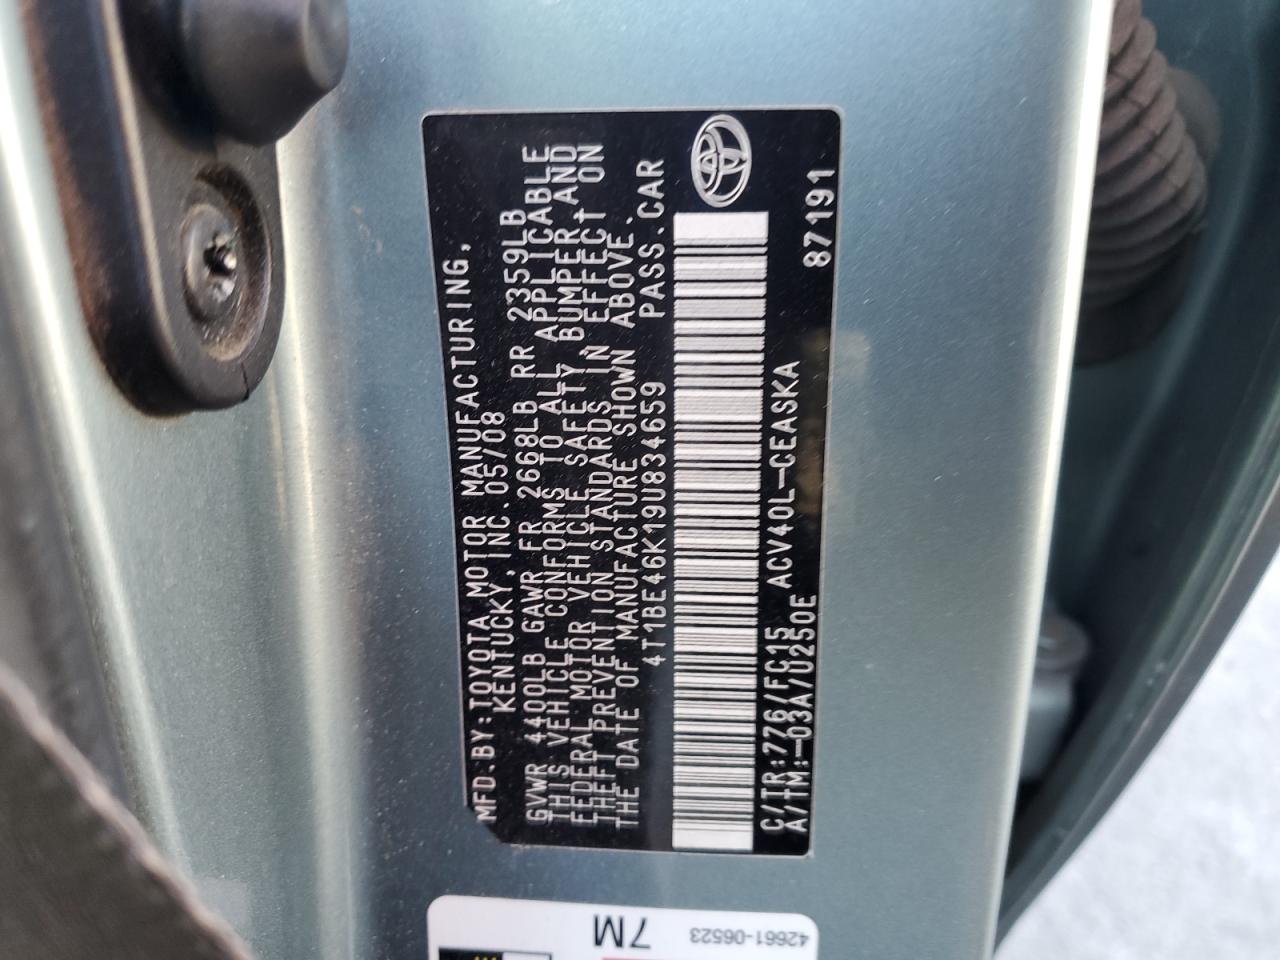 MFD.BY:TOYOTA MOTOR MANUFACTURING,
KENTUCKY, INC.05/08
GVWR 4400LB GAWR FR 2668LB RR 2359LB
THIS VEHICLE CONFORMS TO ALL APPLICABLE
FEDERAL MOTOR VEHICLE SAFETY, BUMPER, AND
THEFT PREVENTION STANDARDS IN EFFECT ON
THE DATE OF MANUFACTURE SHOWN ABOVE.
4T1BE46K19U834659 PASS.CAR
C/TR:776/FC15 ACV40L-CEASKA
A/TM:-03A/U250E 87191
7M
42661-06523